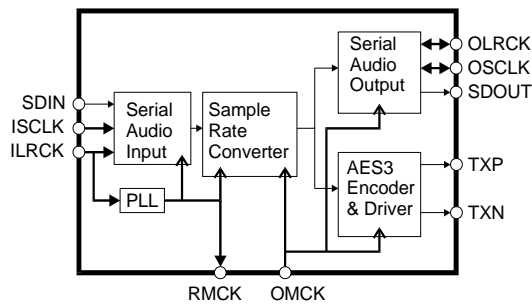 OLRCK
OSCLK
SDOUT
Serial
Audio
Output
SDIN
ISCLK
ILRCK
Serial
Audio
Input
Sample
Rate
Converter
PLL
AES3
Encoder
& Driver
TXP
TXN
RMCK
OMCK